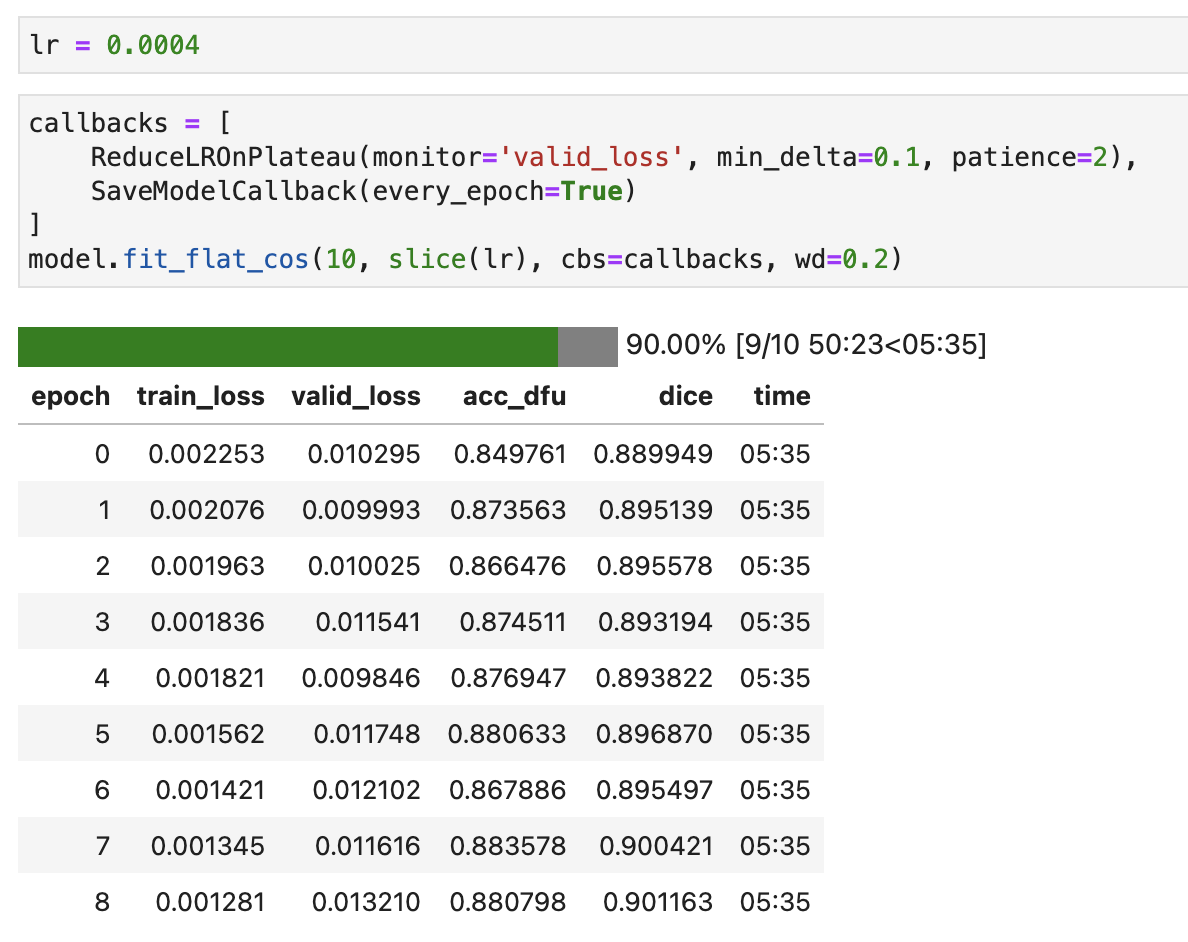 lr = 0.0004
callbacks = [
    ReduceLROnPlateau(monitor='valid_loss', min_delta=0.1, patience=2),
    SaveModelCallback(every_epoch=True)
]
model.fit_flat_cos(10, slice(lr), cbs=callbacks, wd=0.2)
90.00% [9/10 50:23<05:35]
epoch train_loss valid_loss acc_dfu dice time
0 0.002253 0.010295 0.849761 0.889949 05:35
1 0.002076 0.009993 0.873563 0.895139 05:35
2 0.001963 0.010025 0.866476 0.895578 05:35
3 0.001836 0.011541 0.874511 0.893194 05:35
4 0.001821 0.009846 0.876947 0.893822 05:35
5 0.001562 0.011748 0.880633 0.896870 05:35
6 0.001421 0.012102 0.867886 0.895497 05:35
7 0.001345 0.011616 0.883578 0.900421 05:35
8 0.001281 0.013210 0.880798 0.901163 05:35